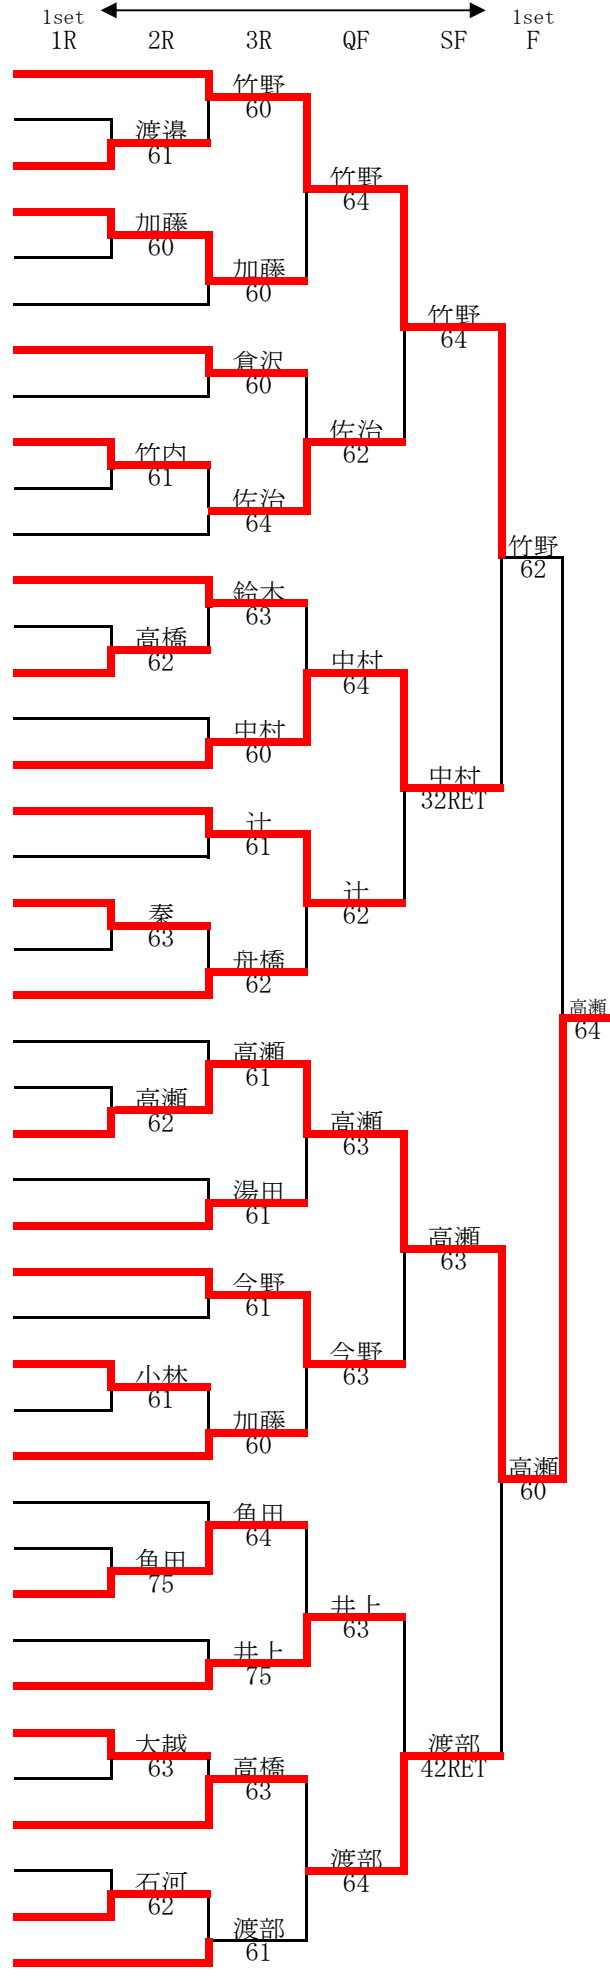 1set 1set
1R 2R 3R QF SF F
竹野
60
渡邉
61
竹野
64
加藤
60
加藤
60
竹野
64
倉沢
60
佐治
62
竹内
61
佐治
64
竹野
62
鈴木
63
高橋
62
中村
64
中村
60
中村
32RET
辻
61
辻
62
秦
63
舟橋
62
高瀬
64
高瀬
61
高瀬
62
高瀬
63
湯田
61
高瀬
63
今野
61
今野
63
小林
61
加藤
60
高瀬
60
角田
64
角田
75
井上
63
井上
75
渡部
42RET
大越
63
高橋
63
渡部
64
石河
62
渡部
61